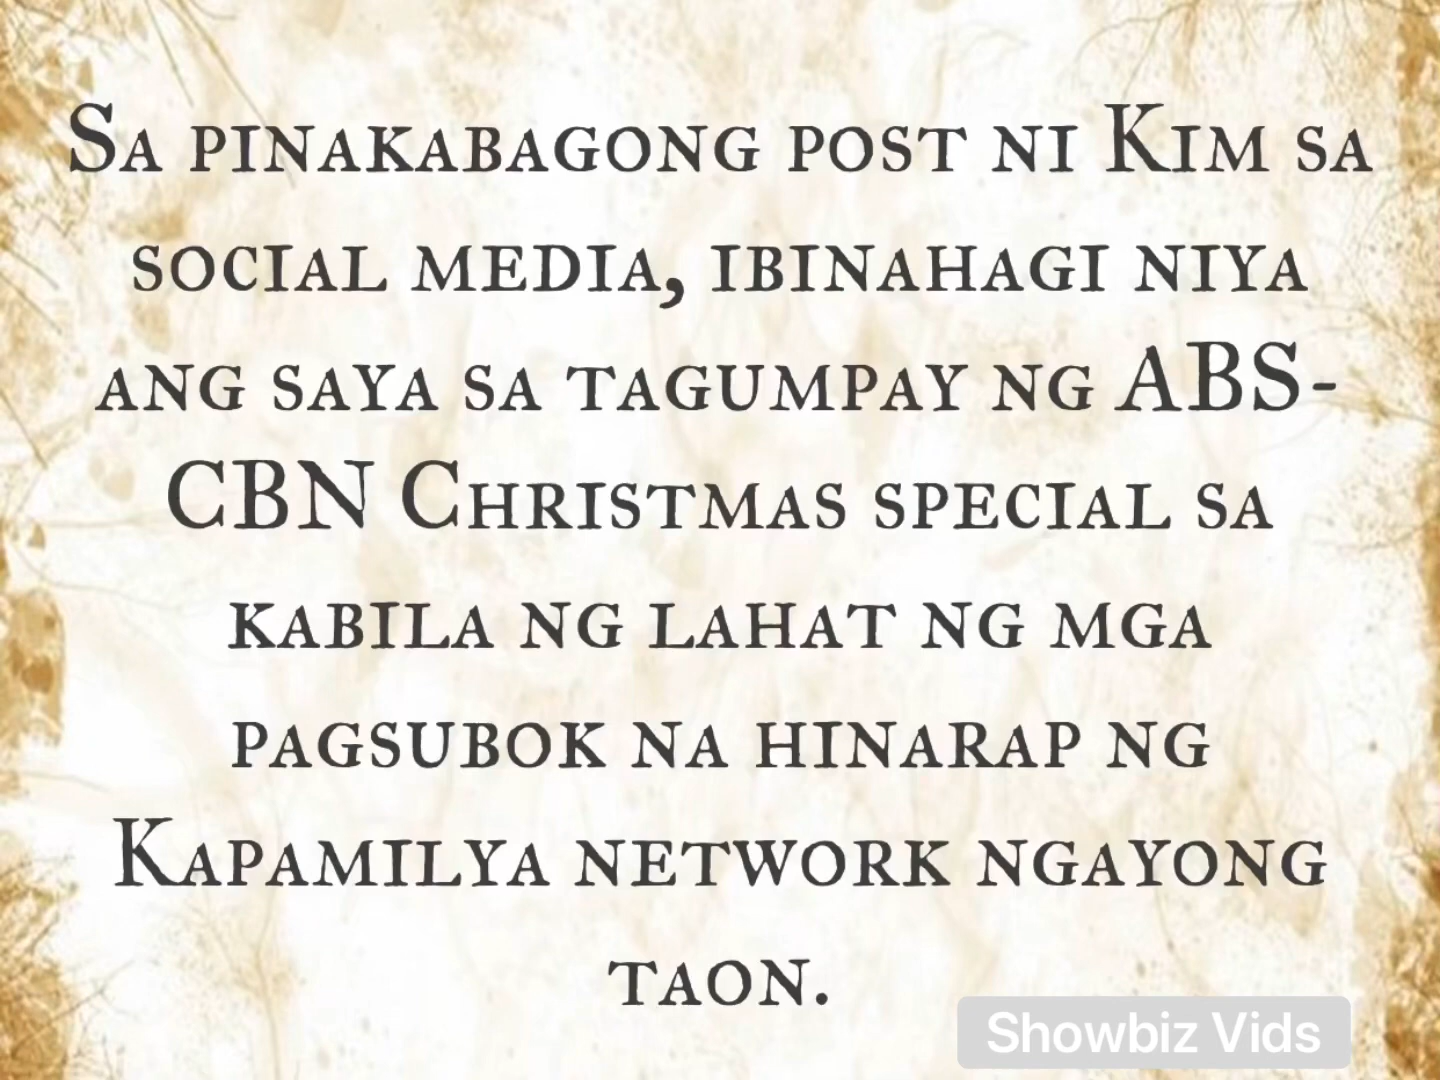 Sa pinakabagong post ni Kim sa
social media, ibinahagi niya
ang saya sa tagumpay ng ABS-
CBN Christmas special sa
kabila ng lahat ng mga
pagsubok na hinarap ng
Kapamilya network ngayong
taon.
Showbiz Vids